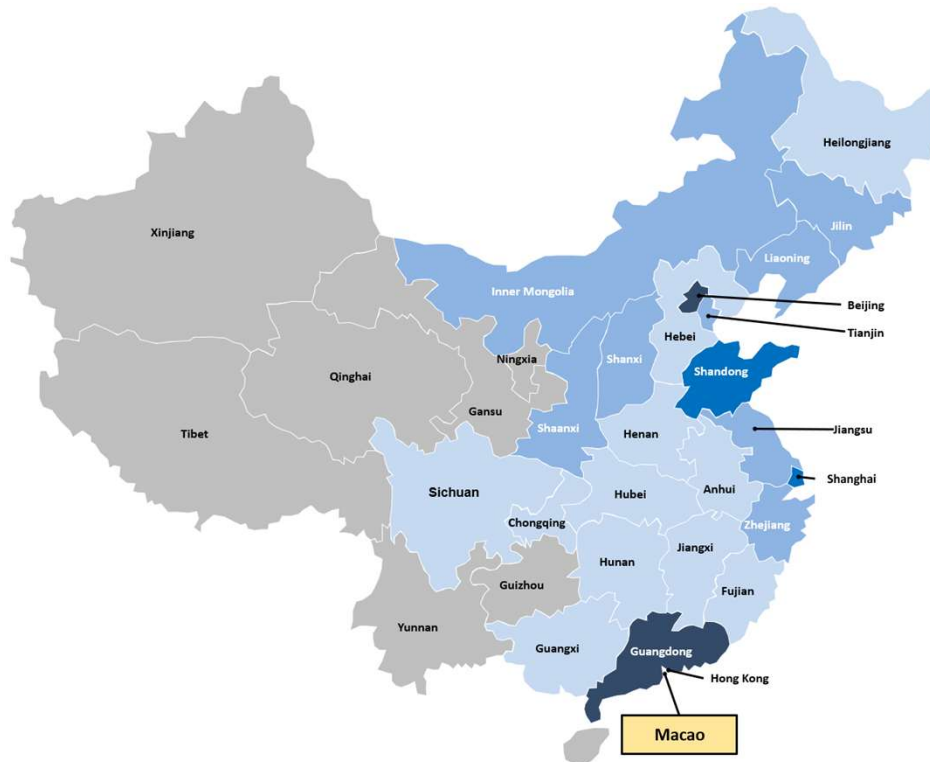 Heilongjiang
Jilin
Xinjiang
Liaoning
Inner Mongolia
Beijing
Tianjin
Hebei
Ningxia
Shanxi
Shandong
Qinghai
Gansu
Jiangsu
Shaanxi
Tibet
Henan
Shanghai
Anhui
Sichuan
Hubei
Chongqing
Zhejiang
Jiangxi
Hunan
Guizhou
Fujian
Yunnan
Guangxi
Guangdong
Hong Kong
Macao